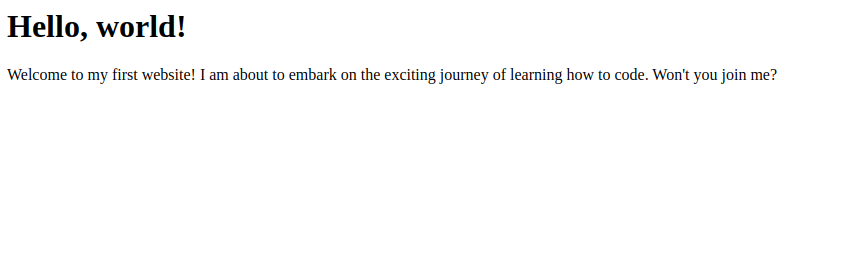 Hello, world!
Welcome to my first website! I am about to embark on the exciting journey of learning how to code. Won't you join me?